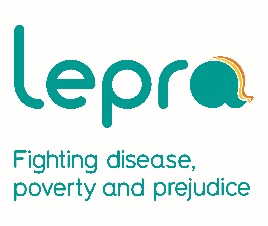 lepra
Fighting disease,
poverty and prejudice